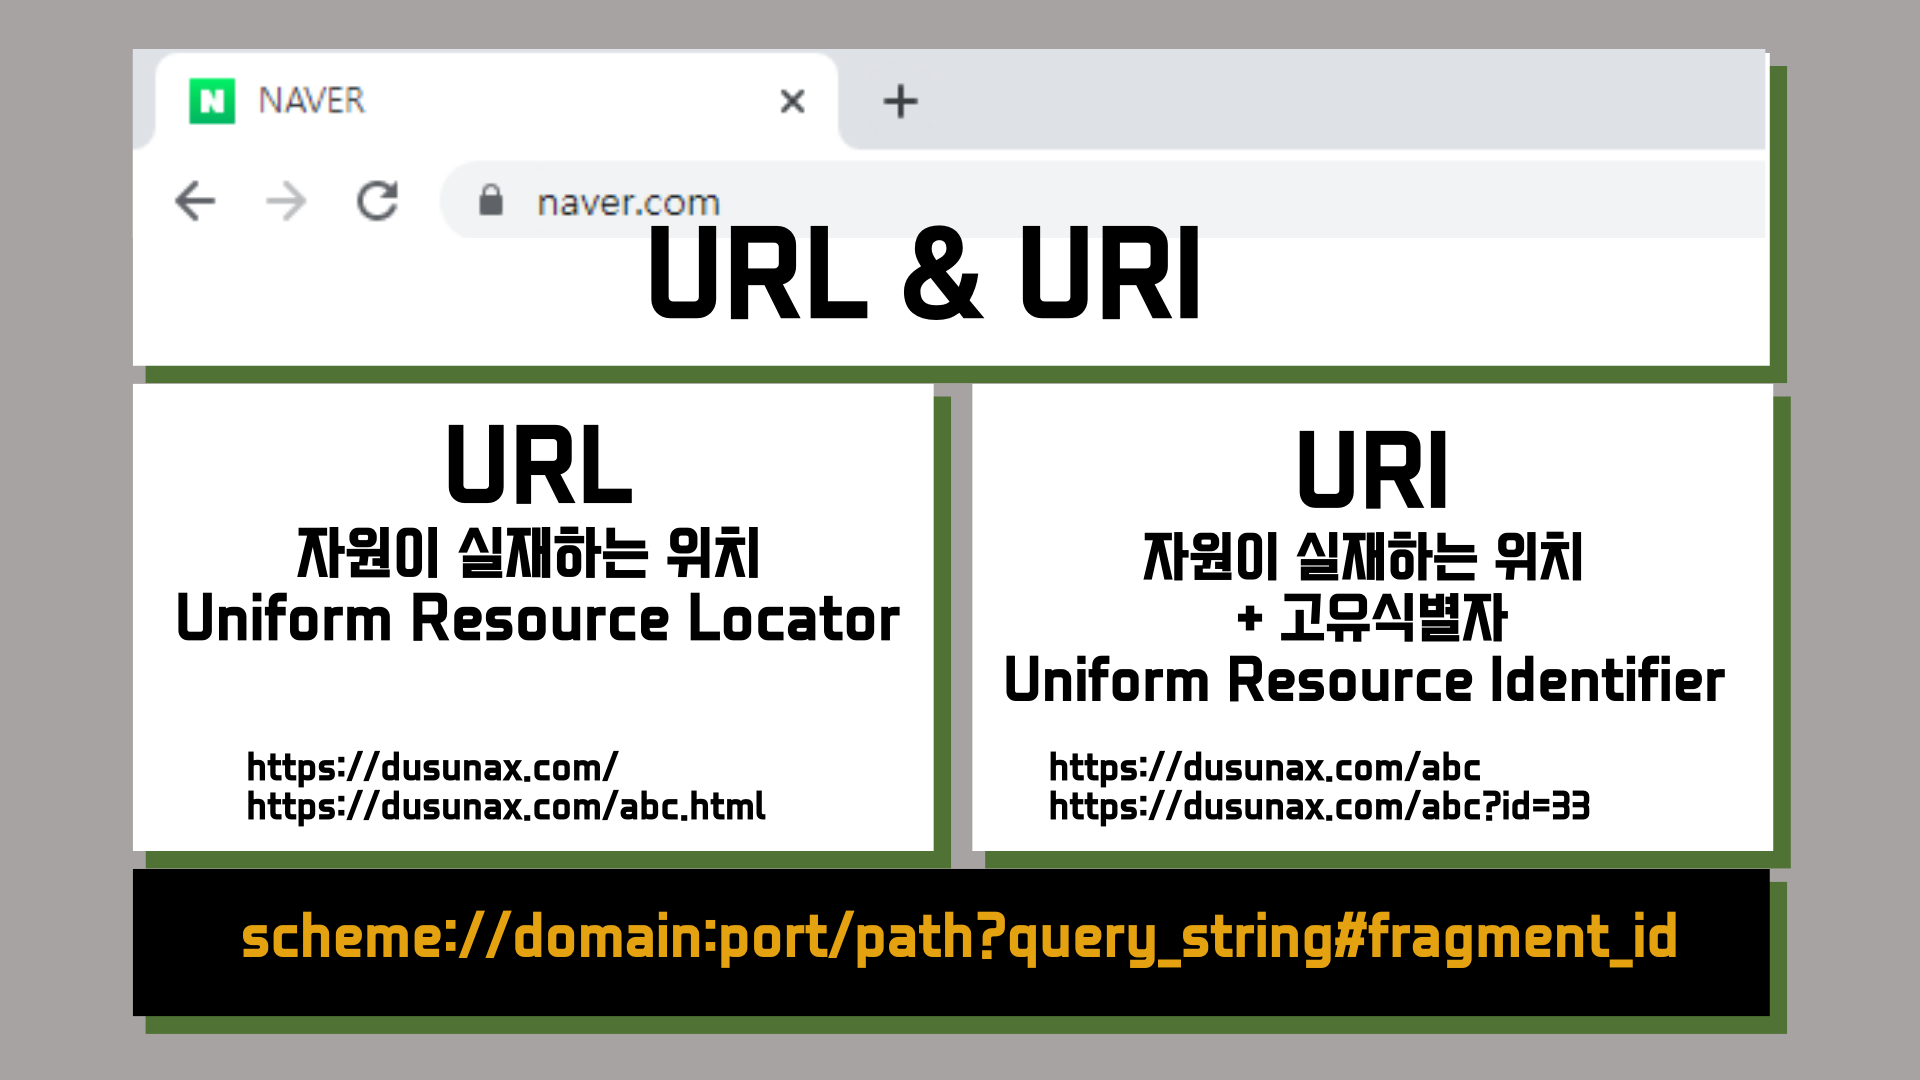 NAVER
naver.com
URL & URI
URL
자원이 실재하는 위치
Uniform Resource Locator
https://dusunax.com/
https://dusunax.com/abc.html
URI
자원이 실재하는 위치
+ 고유식별자
Uniform Resource Identifier
https://dusunax.com/abc
https://dusunax.com/abc?id=33
scheme://domain:port/path?query_string#fragment_id